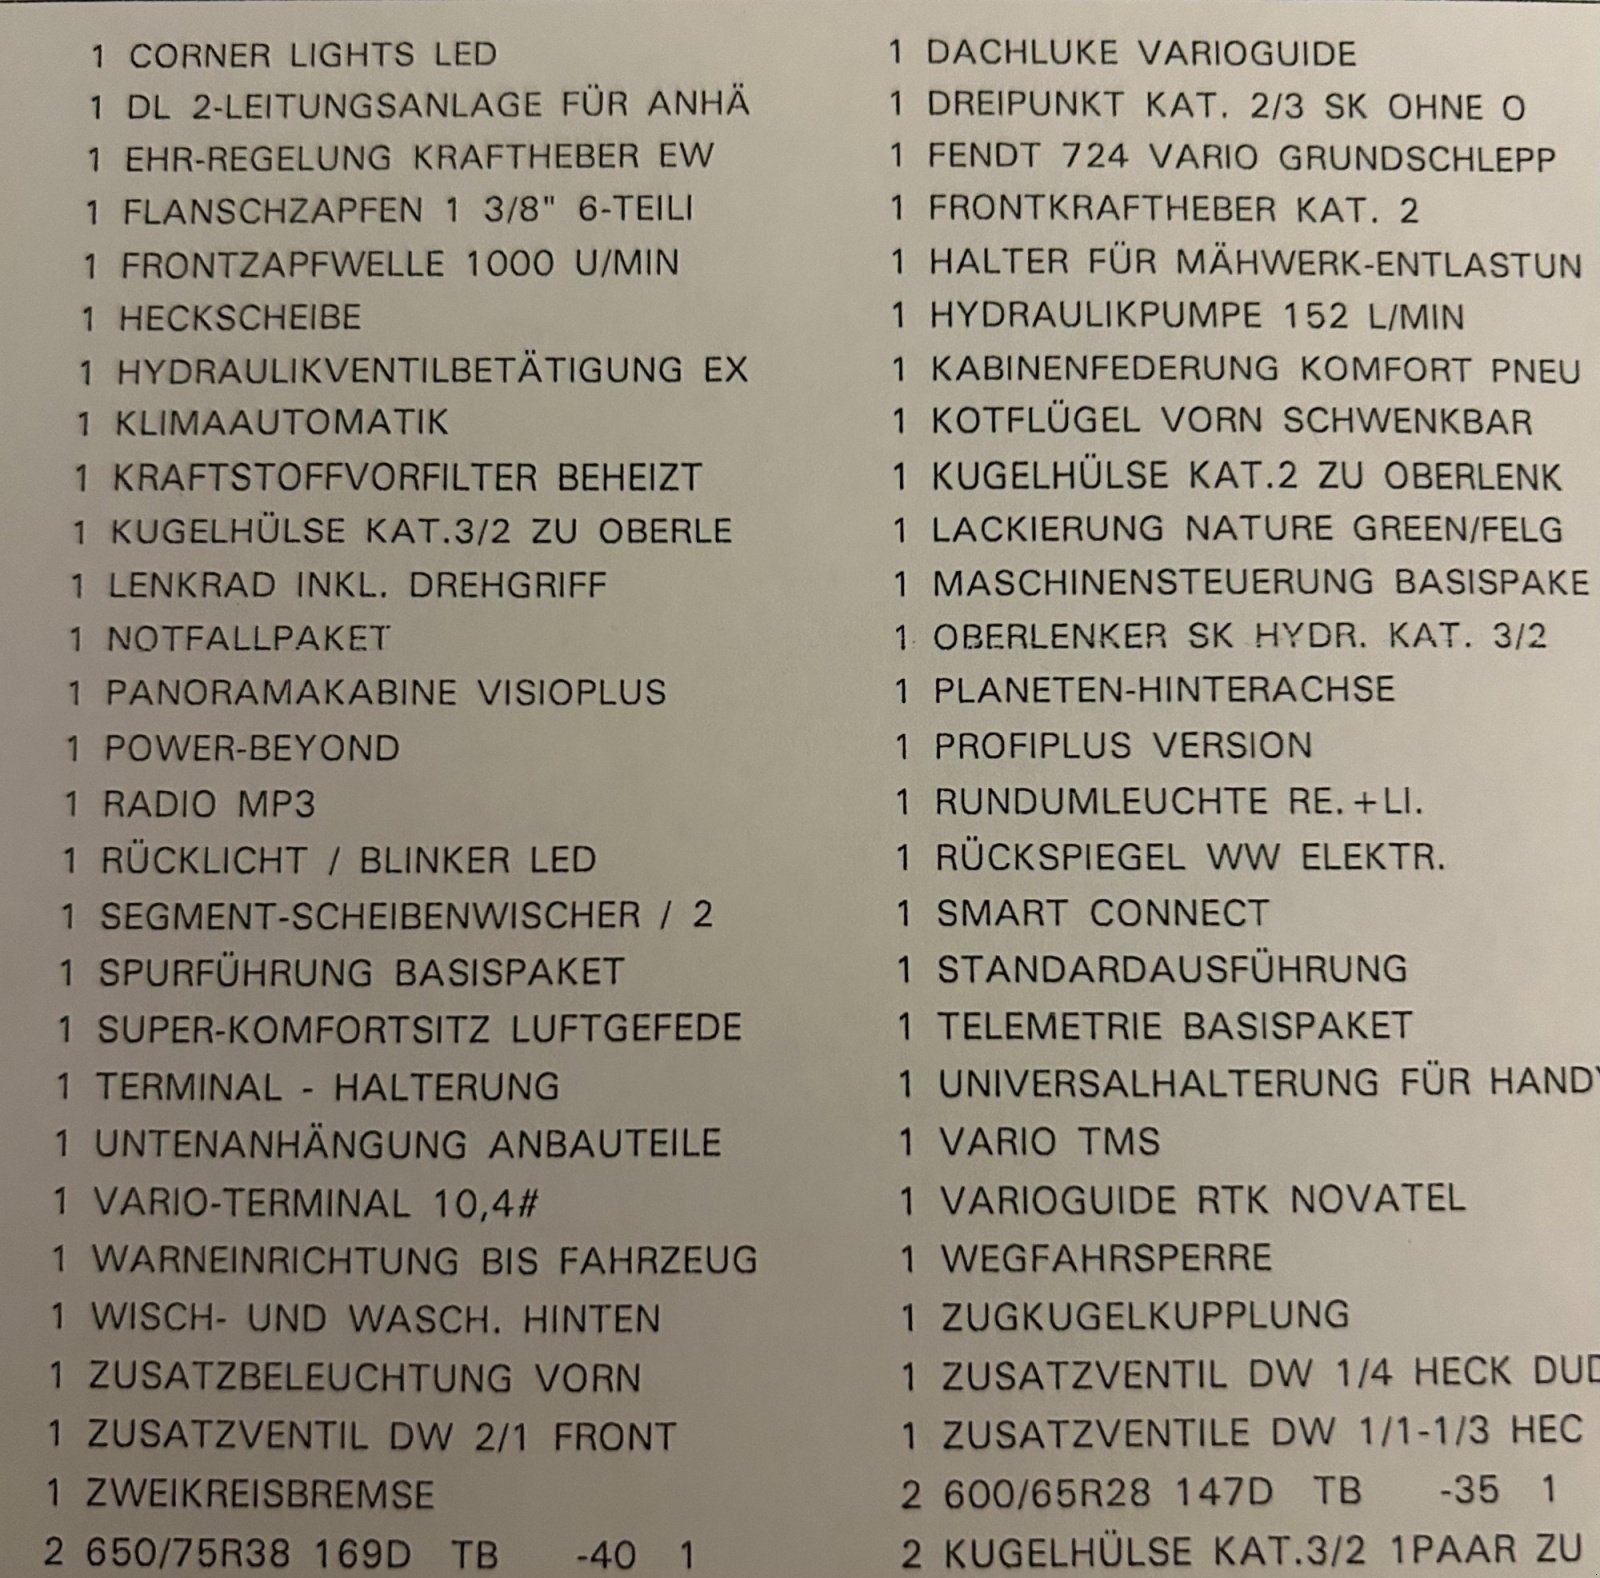 1 CORNER LIGHTS LED
1 DL 2-LEITUNGSANLAGE FÜR ANHÄ
1 EHR-REGELUNG KRAFTHEBER EW
1 FLANSCHZAPFEN 1 3/8" 6-TEILI
1 FRONTZAPFWELLE 1000 U/MIN
1 HECKSCHEIBE
1 HYDRAULIKVENTILBETÄTIGUNG EX
1 KLIMAAUTOMATIK
1 KRAFTSTOFFVORFILTER BEHEIZT
1 KUGELHÜLSE KAT.3/2 ZU OBERLE
1 LENKRAD INKL. DREHGRIFF
1 NOTFALLPAKET
1 PANORAMAKABINE VISIOPLUS
1 POWER-BEYOND
1 RADIO MP3
1 RÜCKLICHT / BLINKER LED
1 SEGMENT-SCHEIBENWISCHER / 2
1 SPURFÜHRUNG BASISPAKET
1 SUPER-KOMFORTSITZ LUFTGEFEDE
1 TERMINAL - HALTERUNG
1 UNTENANHÄNGUNG ANBAUTEILE
1 VARIO-TERMINAL 10,4#
1 WARNEINRICHTUNG BIS FAHRZEUG
1 WISCH- UND WASCH. HINTEN
1 ZUSATZBELEUCHTUNG VORN
1 ZUSATZVENTIL DW 2/1 FRONT
1 ZWEIKREISBREMSE
2 650/75R38 169D TB -40 1
1 DACHLUKE VARIOGUIDE
1 DREIPUNKT KAT. 2/3 SK OHNE O
1 FENDT 724 VARIO GRUNDSCHLEPP
1 FRONTKRAFTHEBER KAT. 2
1 HALTER FÜR MÄHWERK-ENTLASTUN
1 HYDRAULIKPUMPE 152 L/MIN
1 KABINENFEDERUNG KOMFORT PNEU
1 KOTFLÜGEL VORN SCHWENKBAR
1 KUGELHÜLSE KAT.2 ZU OBERLENK
1 LACKIERUNG NATURE GREEN/FELG
1 MASCHINENSTEUERUNG BASISPAKE
1 OBERLENKER SK HYDR. KAT. 3/2
1 PLANETEN-HINTERACHSE
1 PROFIPLUS VERSION
1 RUNDUMLEUCHTE RE.+LI.
1 RÜCKSPIEGEL WW ELEKTR.
1 SMART CONNECT
1 STANDARDAUSFÜHRUNG
1 TELEMETRIE BASISPAKET
1 UNIVERSALHALTERUNG FÜR HANDY
1 VARIO TMS
1 VARIOGUIDE RTK NOVATEL
1 WEGFAHRSPERRE
1 ZUGKUGELKUPPLUNG
1 ZUSATZVENTIL DW 1/4 HECK DUD
1 ZUSATZVENTILE DW 1/1-1/3 HEC
2 600/65R28 147D TB -35 1
2 KUGELHÜLSE KAT.3/2 1PAAR ZU